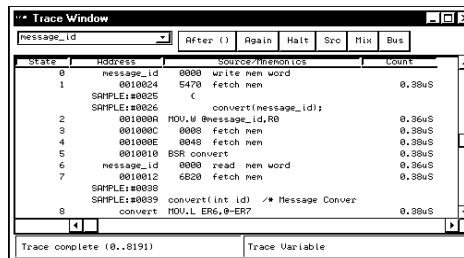 Trace Window
message_id After () Again Halt Src Mix Bus
State Address Source/Mnemonics Count
0 message_id 0000 write mem word
1 0010024 5470 fetch mem 0.38uS
SAMPLE:#0025 {
SAMPLE:#0026 convert(message_id);
2 001000A MOV.W @message_id,R0 0.36uS
3 001000C 0008 fetch mem 0.38uS
4 001000E 0048 fetch mem 0.38uS
5 0010010 BSR convert 0.38uS
6 message_id 0000 read mem word 0.36uS
7 0010012 6B20 fetch mem 0.38uS
SAMPLE:#0038
SAMPLE:#0039 convert(int id) /* Message Conver
8 convert MOV.L ER6,@-ER7 0.38uS
Trace complete (0..8191) Trace Variable